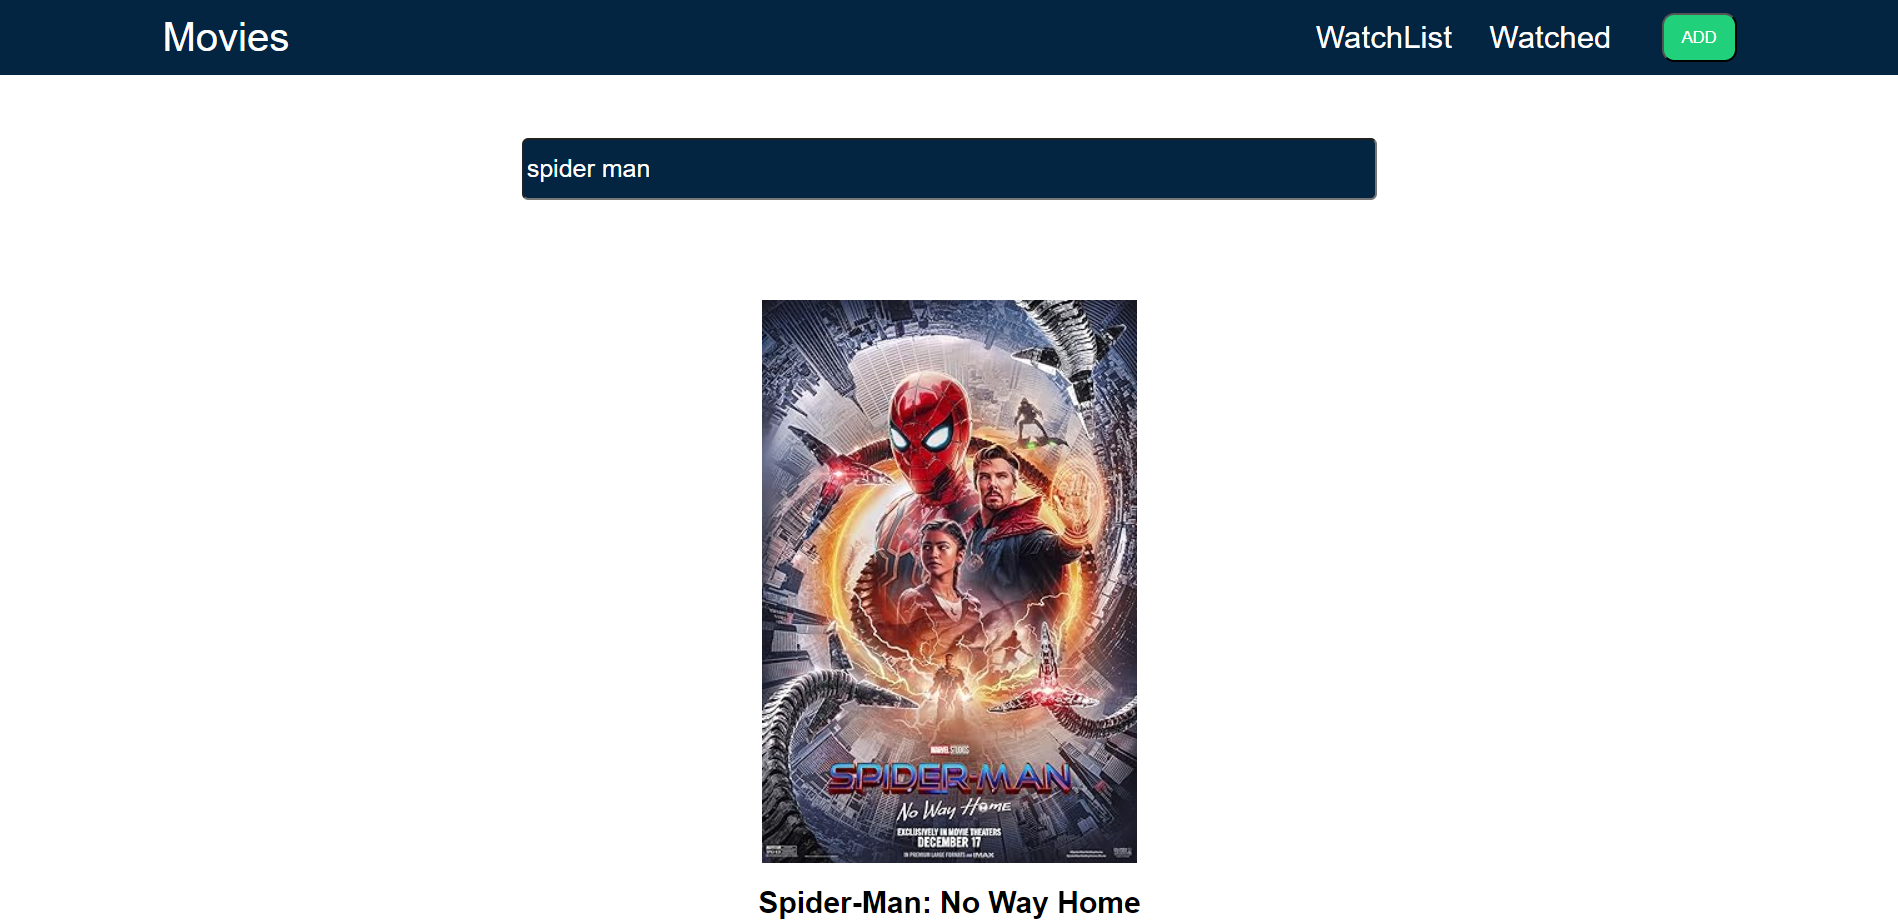 Movies
WatchList
Watched
ADD
spider man
MARVEL STUDIOS
SPIDER-MAN
No Way Home
EXCLUSIVELY IN MOVIE THEATERS
DECEMBER 17
IN PREMIUM LARGE FORMATS AND IMAX
Spider-Man: No Way Home